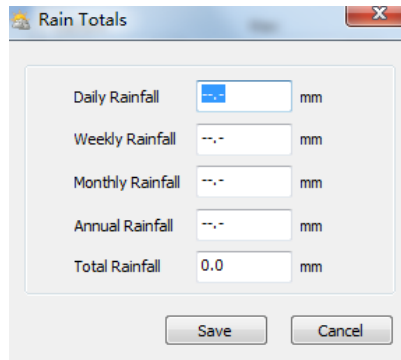 Rain Totals
Daily Rainfall --.- mm
Weekly Rainfall --.- mm
Monthly Rainfall --.- mm
Annual Rainfall --.- mm
Total Rainfall 0.0 mm
Save Cancel